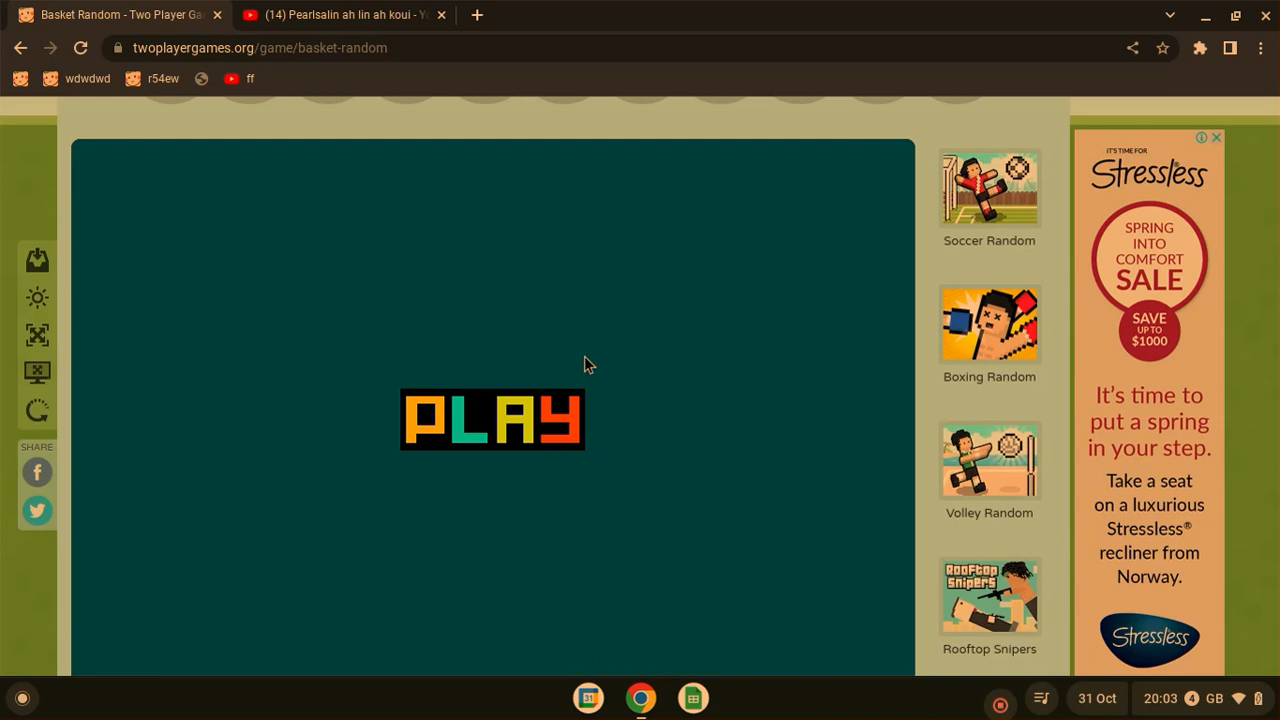 Basket Random - Two Player Ga
(14) Pearlsalin ah lin ah koui - Yo
twoplayergames.org/game/basket-random
wdwdwd
r54ew
ff
IT'S TIME FOR
Stressless®
SPRING
INTO
COMFORT
SALE
SAVE
UP TO
$1000
It's time to
put a spring
in your step.
Take a seat
on a luxurious
Stressless®
recliner from
Norway.
Stressless
Soccer Random
Boxing Random
Volley Random
ROOFTOP
SNIPERS
Rooftop Snipers
PLAY
SHARE
31
31 Oct
20:03
4
GB